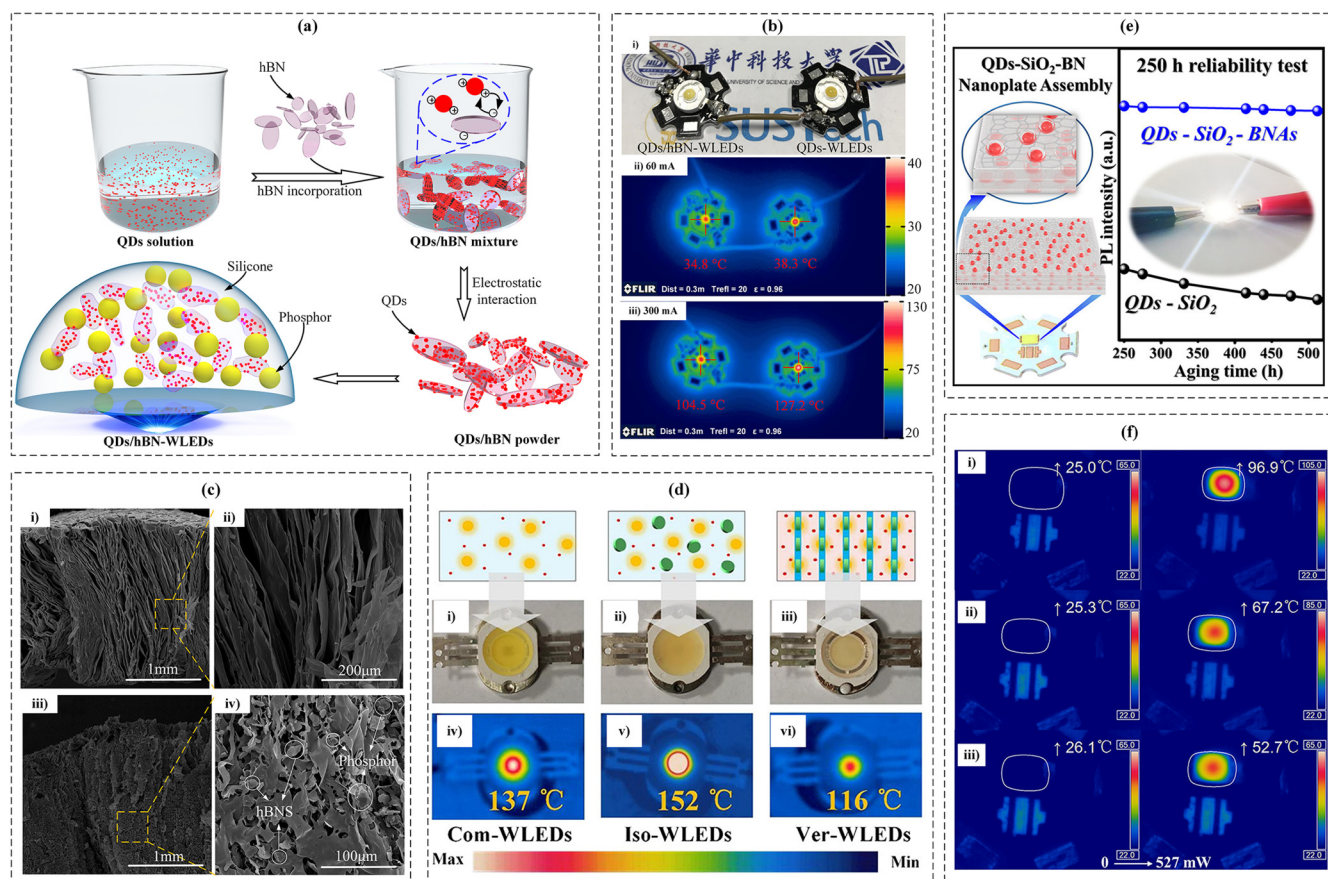 (a)
hBN
hBN incorporation
QDs solution
QDs/hBN mixture
Electrostatic
interaction
Silicone
Phosphor
QDs
QDs/hBN-WLEDs
QDs/hBN powder
(b)
i)
華中科技大
UNIVERSITY OF SCIENCE AND
SUSTech
QDs/hBN-WLEDs
QDs-WLEDs
ii) 60 mA
40
30
20
34.8 °C
38.3 °C
FLIR Dist = 0.3m Trefl = 20 ε = 0.96
iii) 300 mA
130
75
20
104.5 °C
127.2 °C
FLIR Dist = 0.3m Trefl = 20 ε = 0.96
(e)
QDs-SiO2-BN
Nanoplate Assembly
250 h reliability test
QDs - SiO2 - BNAs
PL intensity (a.u.)
QDs - SiO2
250 300 350 400 450 500
Aging time (h)
(c)
i)
1mm
ii)
200μm
iii)
1mm
iv)
Phosphor
hBNS
100μm
(d)
i)
ii)
iii)
iv)
137 ℃
v)
152 ℃
vi)
116 ℃
Com-WLEDs
Iso-WLEDs
Ver-WLEDs
Max
Min
(f)
i)
↑ 25.0℃
65.0
22.0
↑ 96.9℃
105.0
22.0
ii)
↑ 25.3℃
65.0
22.0
↑ 67.2℃
85.0
22.0
iii)
↑ 26.1℃
65.0
22.0
↑ 52.7℃
65.0
22.0
0 → 527 mW